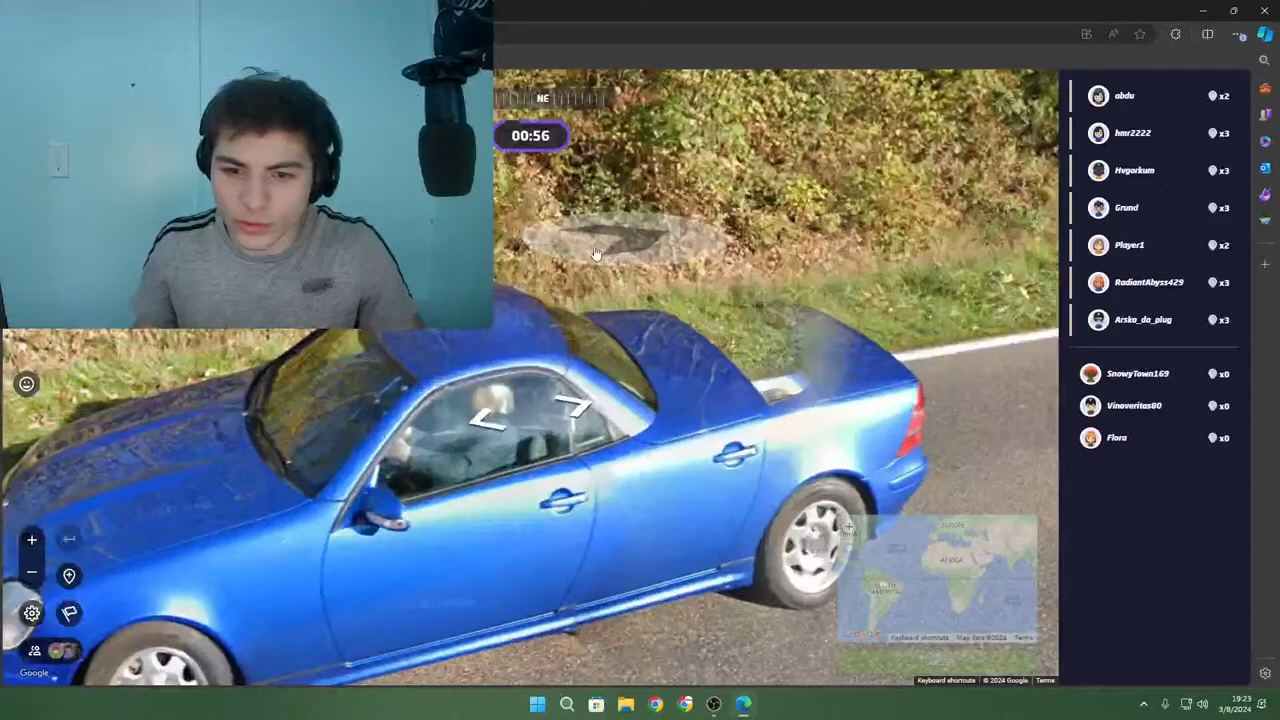 NE
00:56
abdu x2
hmr2222 x3
Hvgorkum x3
Grund x3
Player1 x2
RadiantAbyss429 x3
Arska_da_plug x3
SnowyTown169 x0
Vinoveritas80 x0
Flora x0
EUROPE
AFRICA
SOUTH
AMERICA
Google
Keyboard shortcuts Map data ©2024 Terms
Google
Keyboard shortcuts © 2024 Google Terms
19:23
3/8/2024